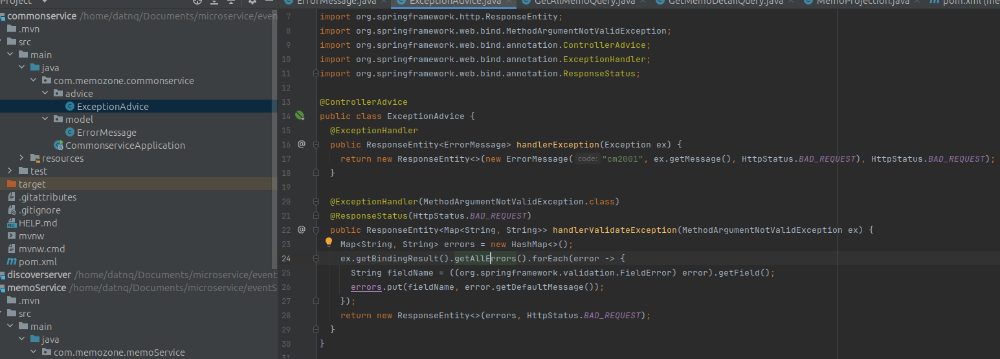 Project
commonservice /home/datnq/Documents/microservice/event
.mvn
src
main
java
com.memozone.commonservice
advice
ExceptionAdvice
model
ErrorMessage
CommonserviceApplication
resources
test
target
.gitattributes
.gitignore
HELP.md
mvnw
mvnw.cmd
pom.xml
discoverserver /home/datnq/Documents/microservice/event
memoService /home/datnq/Documents/microservice/eventS
.mvn
src
main
java
com.memozone.memoService
ErrorMessage.java ExceptionAdvice.java GetAllMemoQuery.java GetMemoDetailQuery.java MemoProjection.java pom.xml (me
7 import org.springframework.http.ResponseEntity;
8 import org.springframework.web.bind.MethodArgumentNotValidException;
9 import org.springframework.web.bind.annotation.ControllerAdvice;
10 import org.springframework.web.bind.annotation.ExceptionHandler;
11 import org.springframework.web.bind.annotation.ResponseStatus;
12
13 @ControllerAdvice
14 public class ExceptionAdvice {
15 @ExceptionHandler
16 @ public ResponseEntity<ErrorMessage> handlerException(Exception ex) {
17 return new ResponseEntity<>(new ErrorMessage( code: "cm2001", ex.getMessage(), HttpStatus.BAD_REQUEST), HttpStatus.BAD_REQUEST);
18 }
19
20 @ExceptionHandler(MethodArgumentNotValidException.class)
21 @ResponseStatus(HttpStatus.BAD_REQUEST)
22 @ public ResponseEntity<Map<String, String>> handlerValidateException(MethodArgumentNotValidException ex) {
23 Map<String, String> errors = new HashMap<>();
24 ex.getBindingResult().getAllErrors().forEach(error -> {
25 String fieldName = ((org.springframework.validation.FieldError) error).getField();
26 errors.put(fieldName, error.getDefaultMessage());
27 });
28 return new ResponseEntity<>(errors, HttpStatus.BAD_REQUEST);
29 }
30 }
31